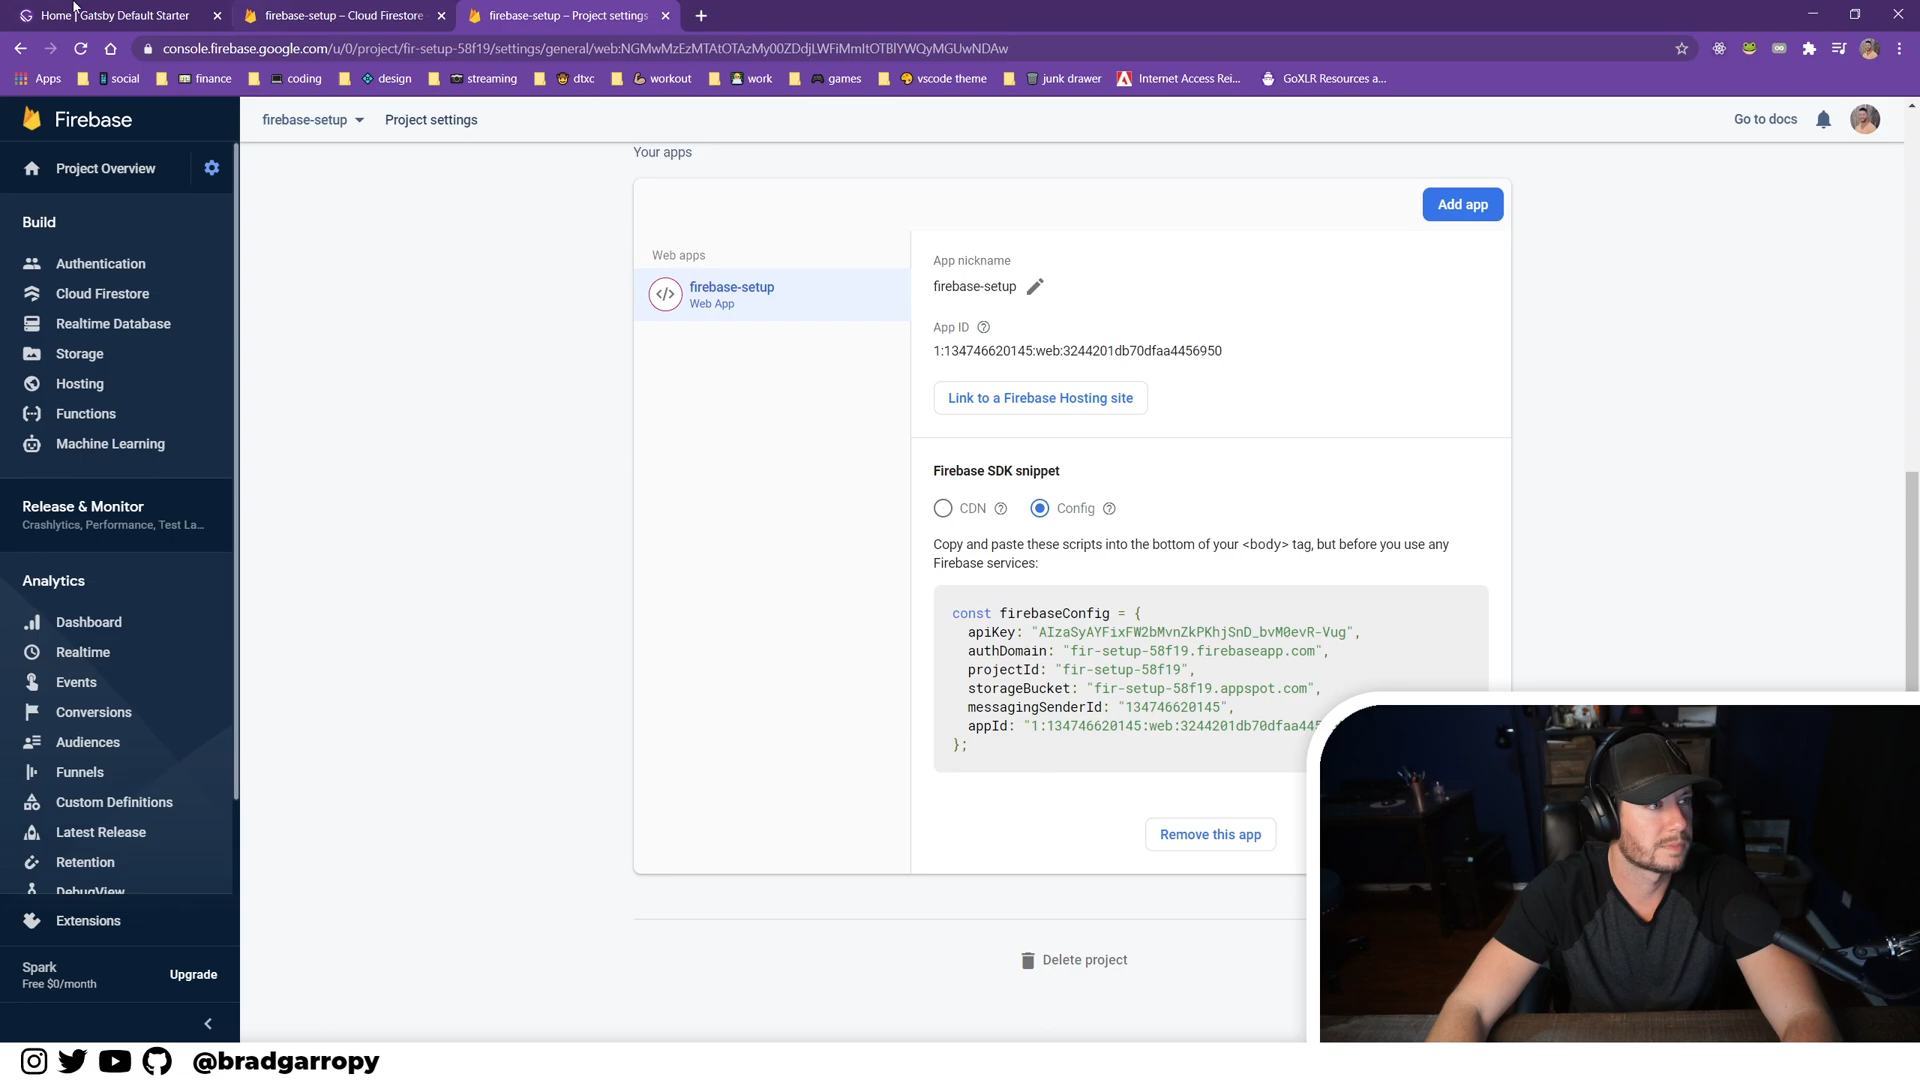 Home | Gatsby Default Starter
firebase-setup – Cloud Firestore
firebase-setup – Project settings
console.firebase.google.com/u/0/project/fir-setup-58f19/settings/general/web:NGMwMzEzMTAtOTAzMy00ZDdjLWFiMmItOTBlYWQyMGUwNDAw
Apps social finance coding design streaming dtxc workout work games vscode theme junk drawer Internet Access Rei... GoXLR Resources a...
Firebase
firebase-setup Project settings
Go to docs
Project Overview
Build
Authentication
Cloud Firestore
Realtime Database
Storage
Hosting
Functions
Machine Learning
Release & Monitor
Crashlytics, Performance, Test La...
Analytics
Dashboard
Realtime
Events
Conversions
Audiences
Funnels
Custom Definitions
Latest Release
Retention
DebugView
Extensions
Spark
Free $0/month
Upgrade
Your apps
Add app
Web apps
firebase-setup
Web App
App nickname
firebase-setup
App ID
1:134746620145:web:3244201db70dfaa4456950
Link to a Firebase Hosting site
Firebase SDK snippet
CDN Config
Copy and paste these scripts into the bottom of your <body> tag, but before you use any
Firebase services:
const firebaseConfig = {
apiKey: "AIzaSyAYFixFW2bMvnZkPKhjSnD_bvM0evR-Vug",
authDomain: "fir-setup-58f19.firebaseapp.com",
projectId: "fir-setup-58f19",
storageBucket: "fir-setup-58f19.appspot.com",
messagingSenderId: "134746620145",
appId: "1:134746620145:web:3244201db70dfaa445
};
Remove this app
Delete project
@bradgarropy